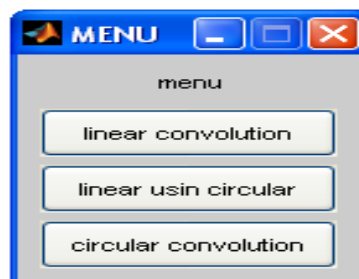 MENU
menu
linear convolution
linear usin circular
circular convolution